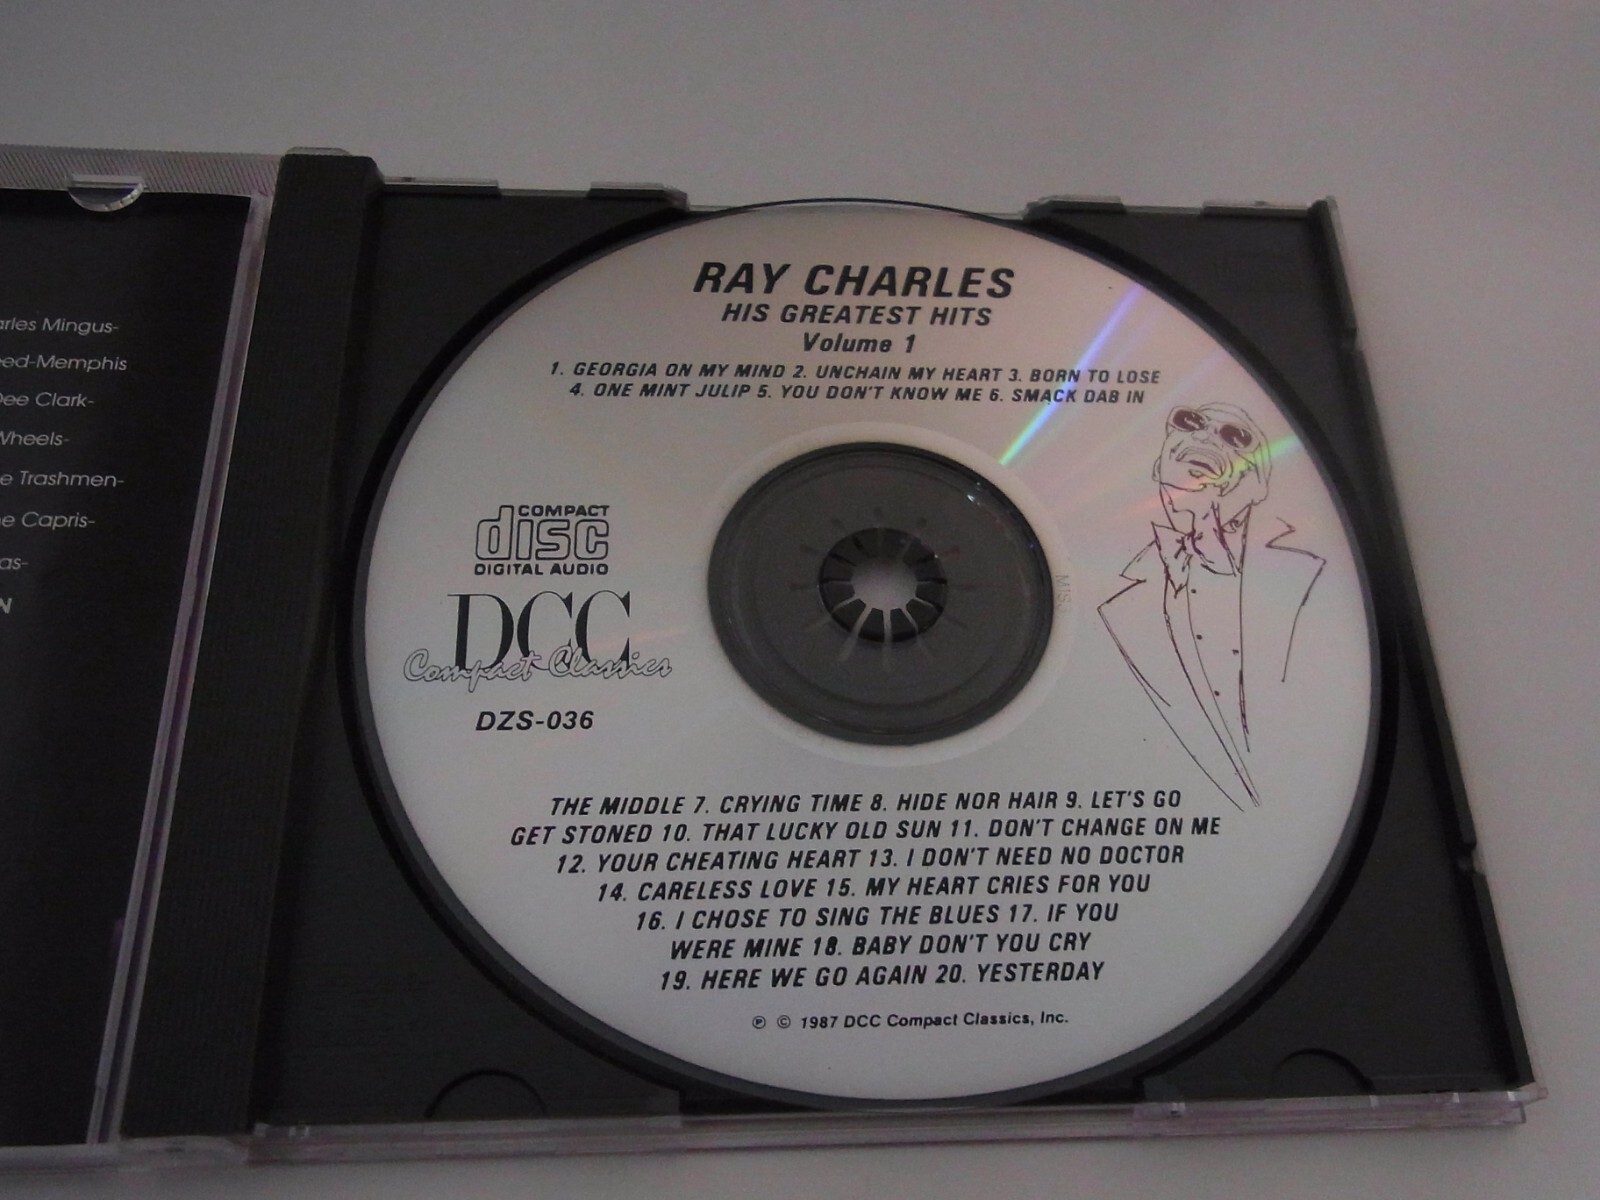 arles Mingus-
eed-Memphis
Dee Clark-
Wheels-
e Trashmen-
he Capris-
as-
N
RAY CHARLES
HIS GREATEST HITS
Volume 1
1. GEORGIA ON MY MIND 2. UNCHAIN MY HEART 3. BORN TO LOSE
4. ONE MINT JULIP 5. YOU DON'T KNOW ME 6. SMACK DAB IN
COMPACT
disc
DIGITAL AUDIO
DCC
Compact Classics
DZS-036
THE MIDDLE 7. CRYING TIME 8. HIDE NOR HAIR 9. LET'S GO
GET STONED 10. THAT LUCKY OLD SUN 11. DON'T CHANGE ON ME
12. YOUR CHEATING HEART 13. I DON'T NEED NO DOCTOR
14. CARELESS LOVE 15. MY HEART CRIES FOR YOU
16. I CHOSE TO SING THE BLUES 17. IF YOU
WERE MINE 18. BABY DON'T YOU CRY
19. HERE WE GO AGAIN 20. YESTERDAY
℗ © 1987 DCC Compact Classics, Inc.